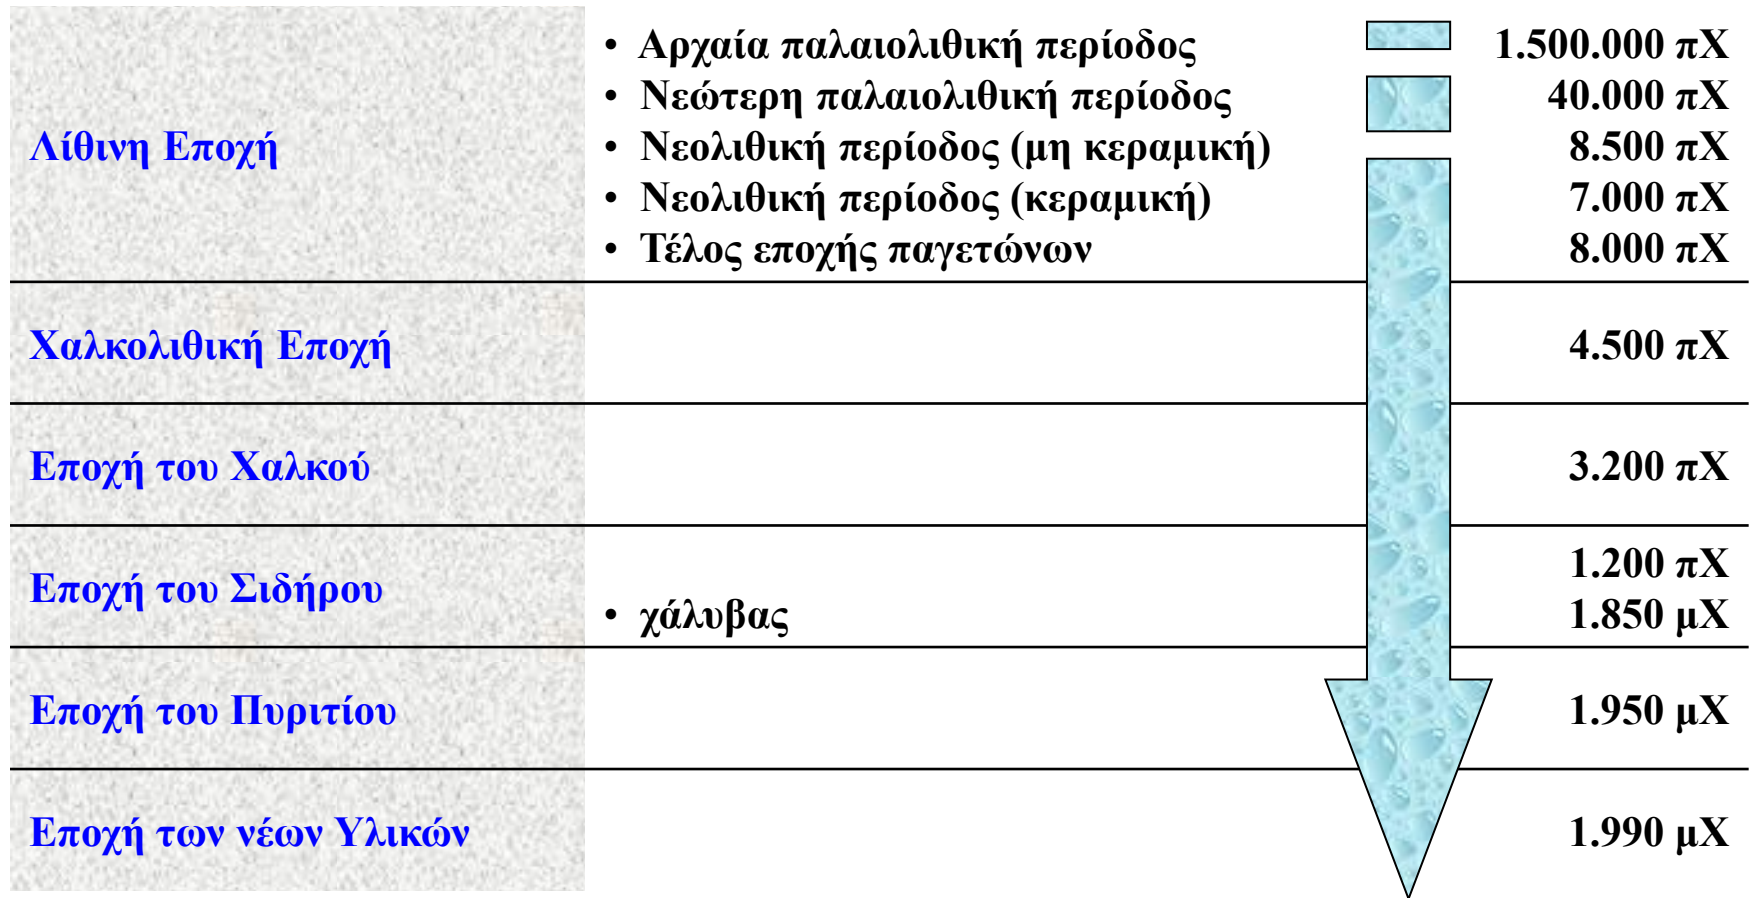 Λίθινη Εποχή
• Αρχαία παλαιολιθική περίοδος 1.500.000 πΧ
• Νεώτερη παλαιολιθική περίοδος 40.000 πΧ
• Νεολιθική περίοδος (μη κεραμική) 8.500 πΧ
• Νεολιθική περίοδος (κεραμική) 7.000 πΧ
• Τέλος εποχής παγετώνων 8.000 πΧ
Χαλκολιθική Εποχή 4.500 πΧ
Εποχή του Χαλκού 3.200 πΧ
Εποχή του Σιδήρου 1.200 πΧ
• χάλυβας 1.850 μΧ
Εποχή του Πυριτίου 1.950 μΧ
Εποχή των νέων Υλικών 1.990 μΧ